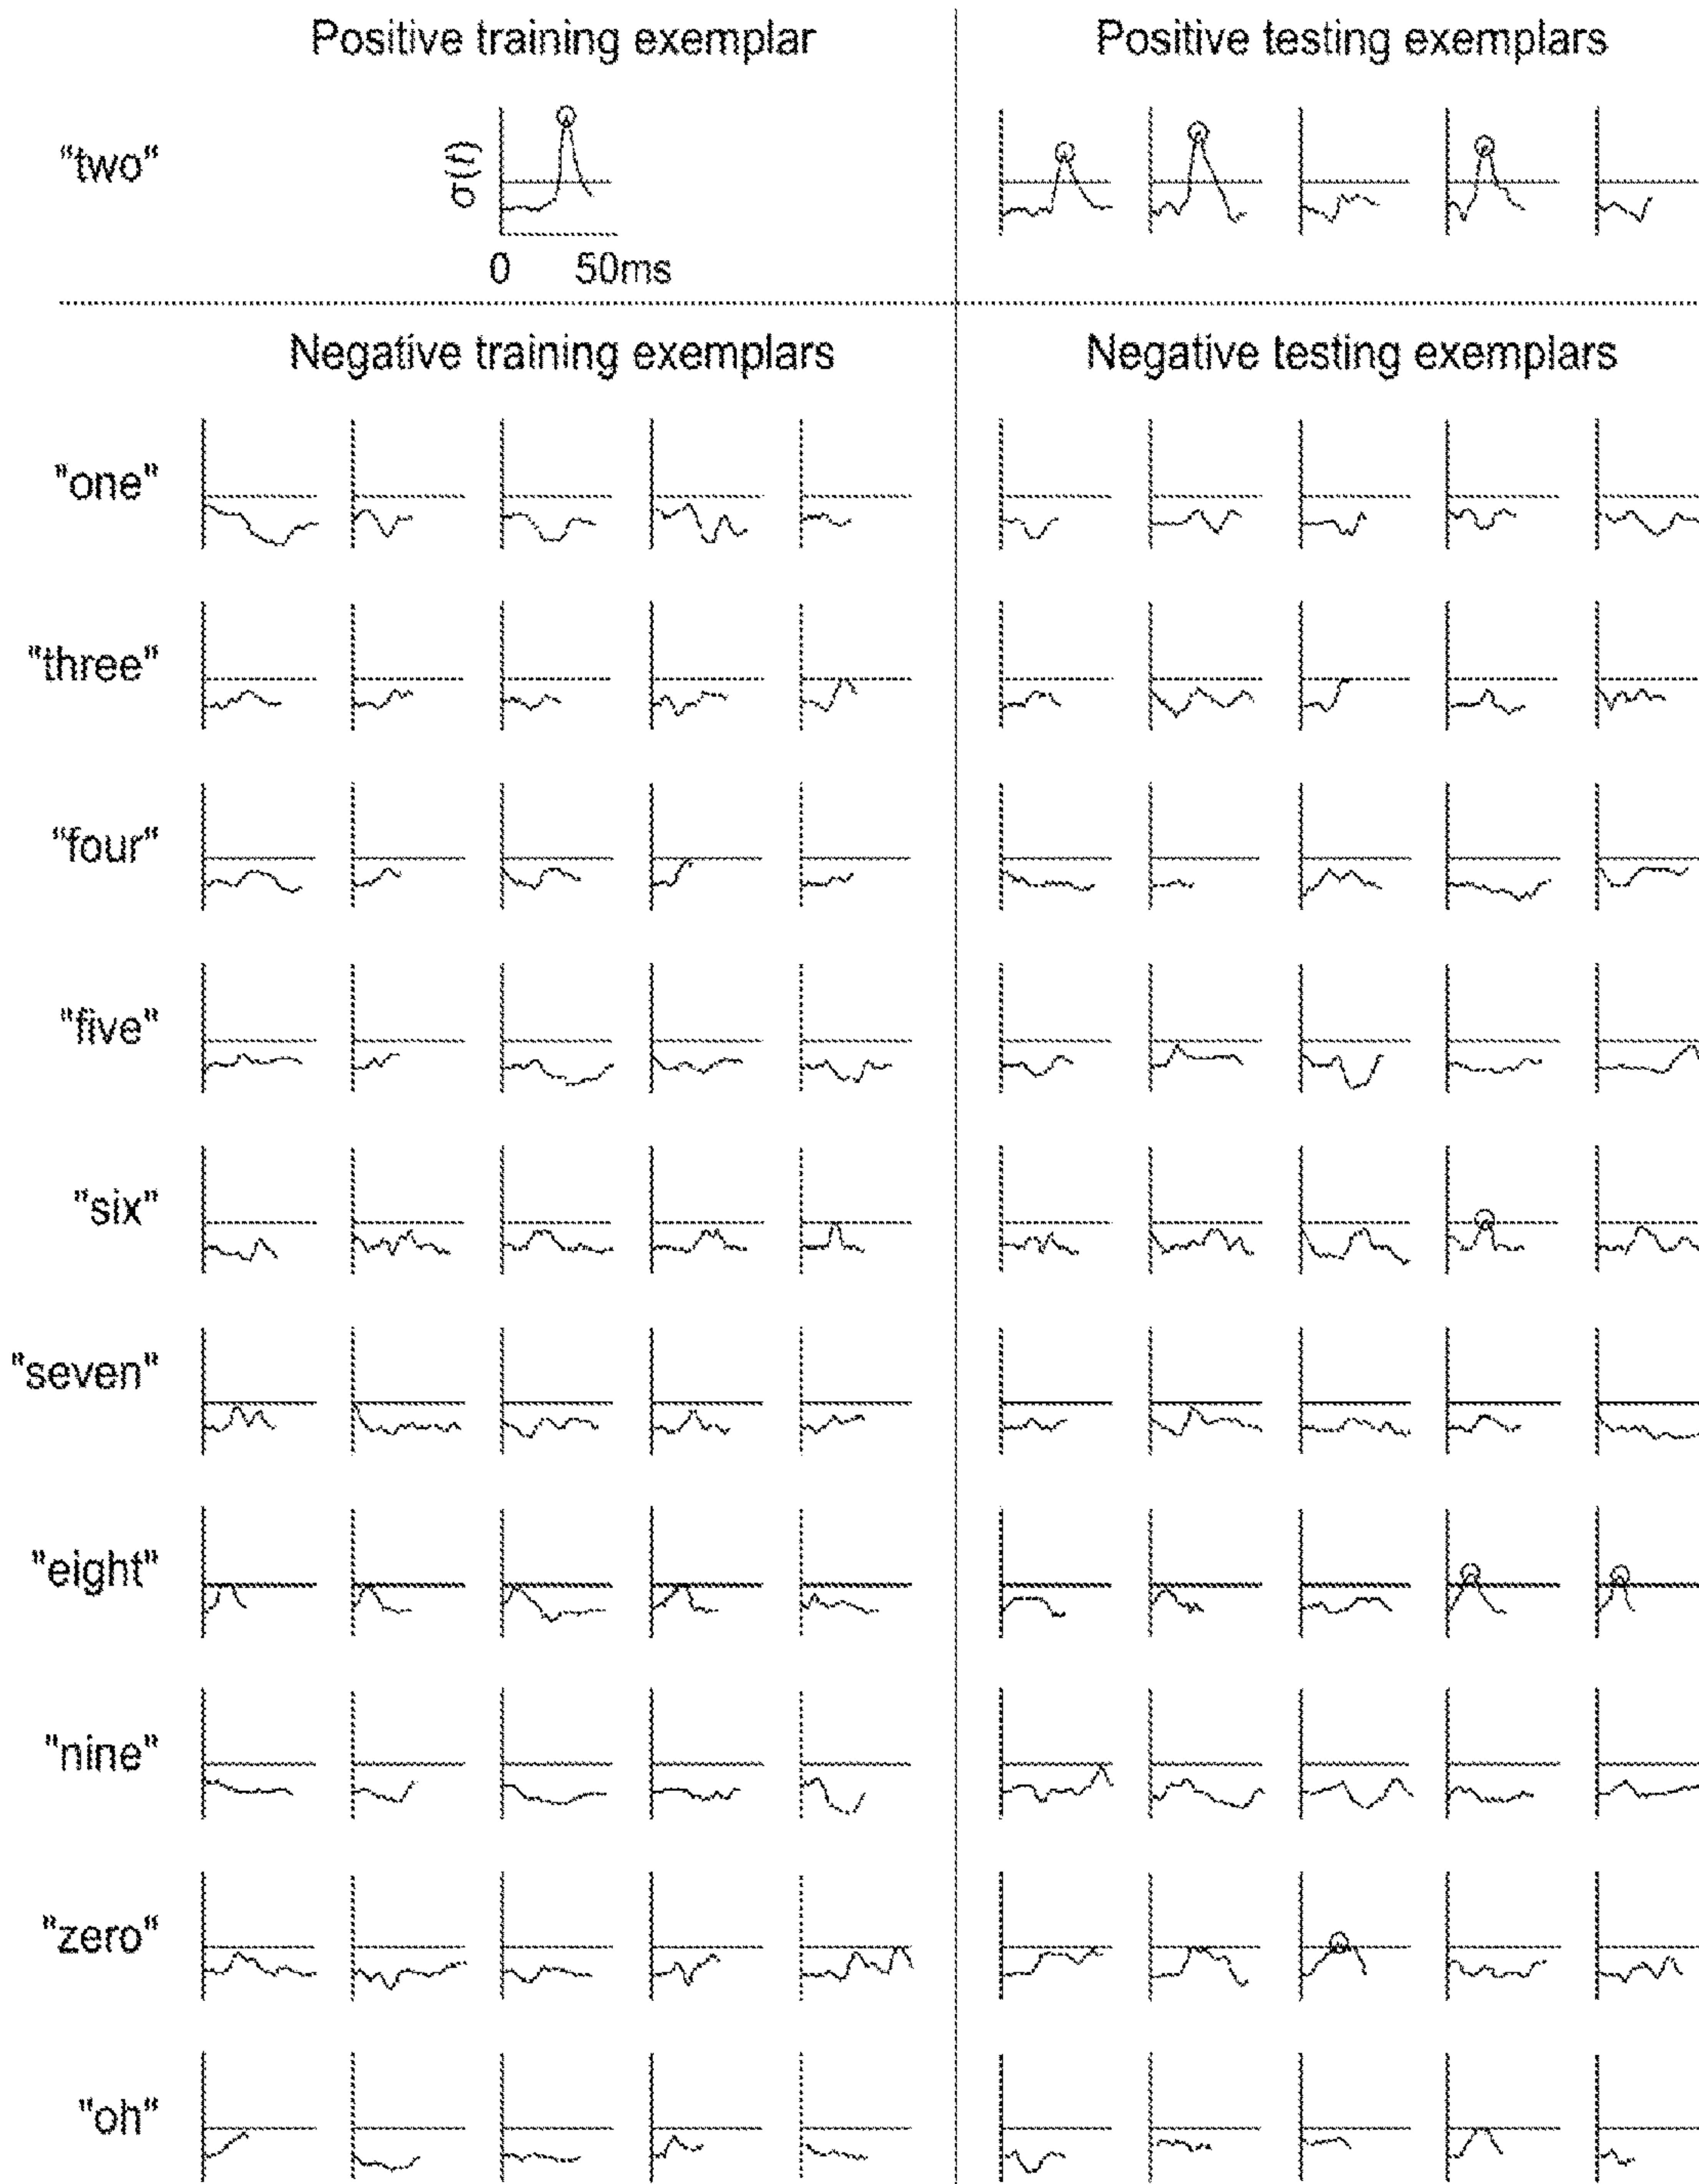 Positive training exemplar
Positive testing exemplars
"two"
σ(t)
0 50ms
Negative training exemplars
Negative testing exemplars
"one"
"three"
"four"
"five"
"six"
"seven"
"eight"
"nine"
"zero"
"oh"